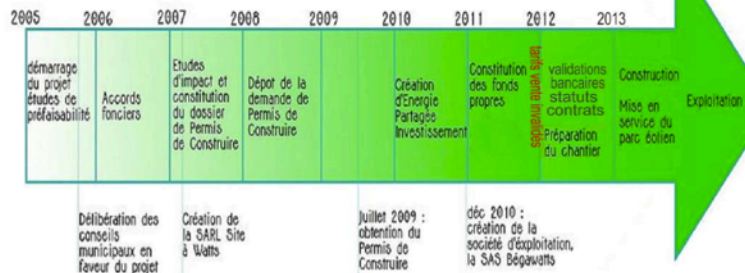 2005 2006 2007 2008 2009 2010 2011 2012 2013
démarrage
du projet
études de
préfaisabilité
Accords
fonciers
Etudes
d'impact et
constitution
du dossier
de Permis
de Construire
Dépot de la
demande de
Permis de
Construire
Création
d'Energie
Partagée
Investissement
Constitution
des fonds
propres
tarifs vente invalidés
validations
bancaires
statuts
contrats
Préparation
du chantier
Construction
Mise en
service du
parc éolien
Exploitation
Délibération des
conseils
municipaux en
faveur du projet
Création de
la SARL Site
à Watts
Juillet 2009 :
obtention du
Permis de
Construire
déc 2010 :
création de la
société d'éxploitation,
la SAS Bégawatts